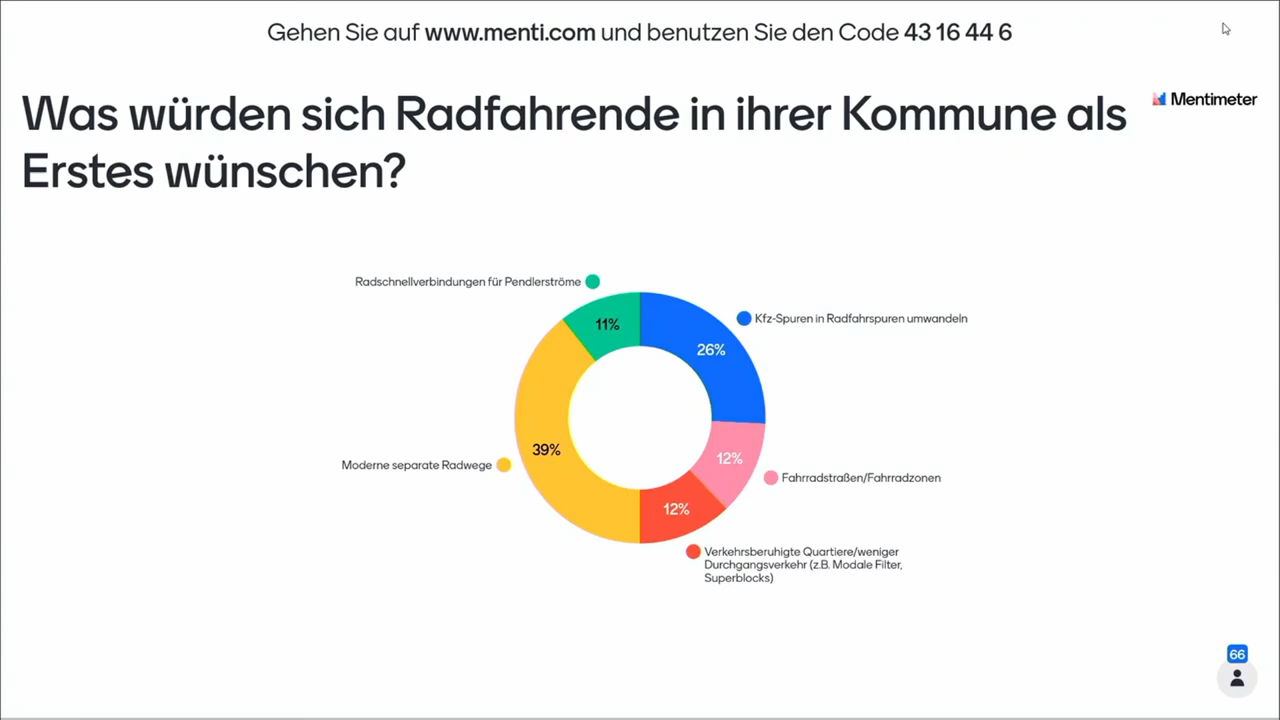 Gehen Sie auf www.menti.com und benutzen Sie den Code 43 16 44 6
Mentimeter
Was würden sich Radfahrende in ihrer Kommune als
Erstes wünschen?
Radschnellverbindungen für Pendlerströme
11%
Kfz-Spuren in Radfahrspuren umwandeln
26%
39%
Moderne separate Radwege
12%
Fahrradstraßen/Fahrradzonen
12%
Verkehrsberuhigte Quartiere/weniger
Durchgangsverkehr (z.B. Modale Filter,
Superblocks)
66